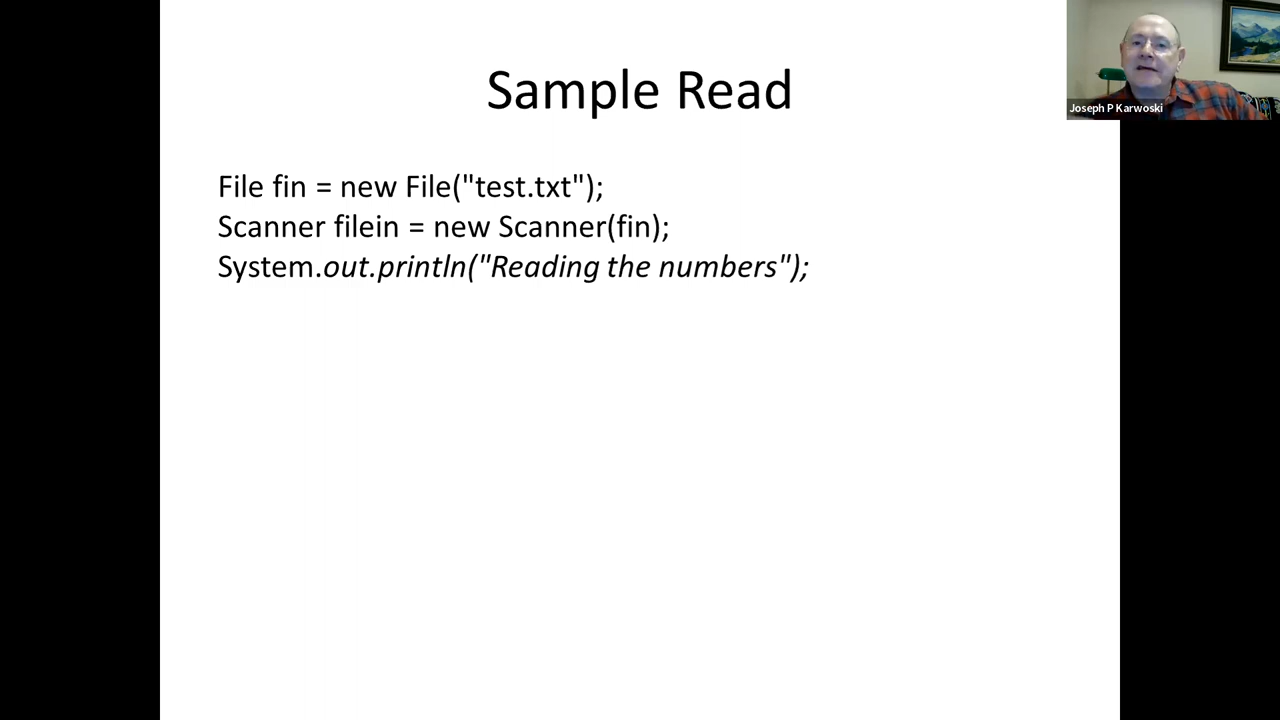 Sample Read
Joseph P Karwoski
File fin = new File("test.txt");
Scanner filein = new Scanner(fin);
System.out.println("Reading the numbers");